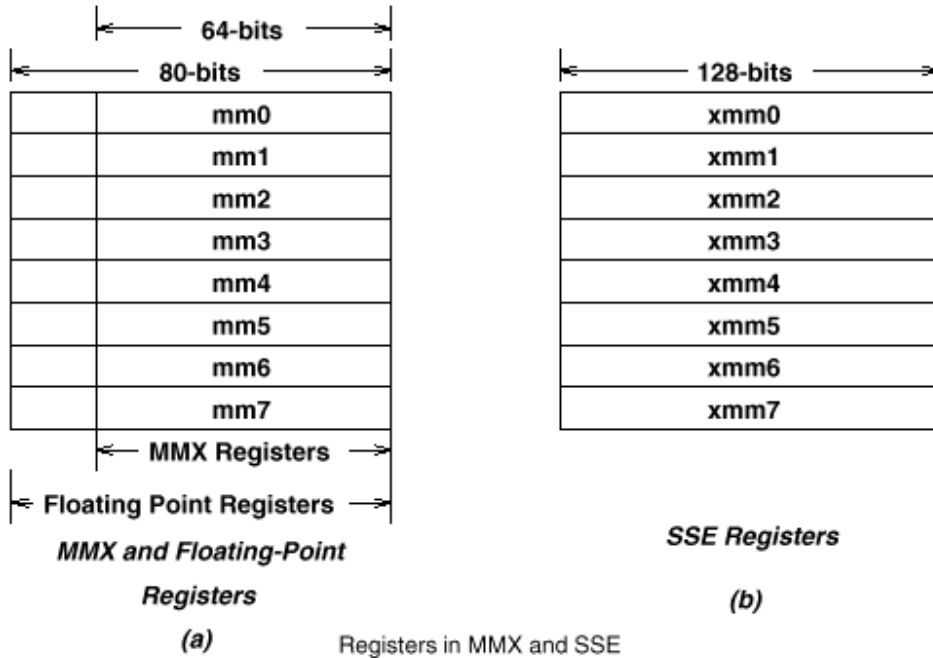 64-bits
80-bits
mm0
mm1
mm2
mm3
mm4
mm5
mm6
mm7
MMX Registers
Floating Point Registers
MMX and Floating-Point
Registers
(a)
128-bits
xmm0
xmm1
xmm2
xmm3
xmm4
xmm5
xmm6
xmm7
SSE Registers
(b)
Registers in MMX and SSE